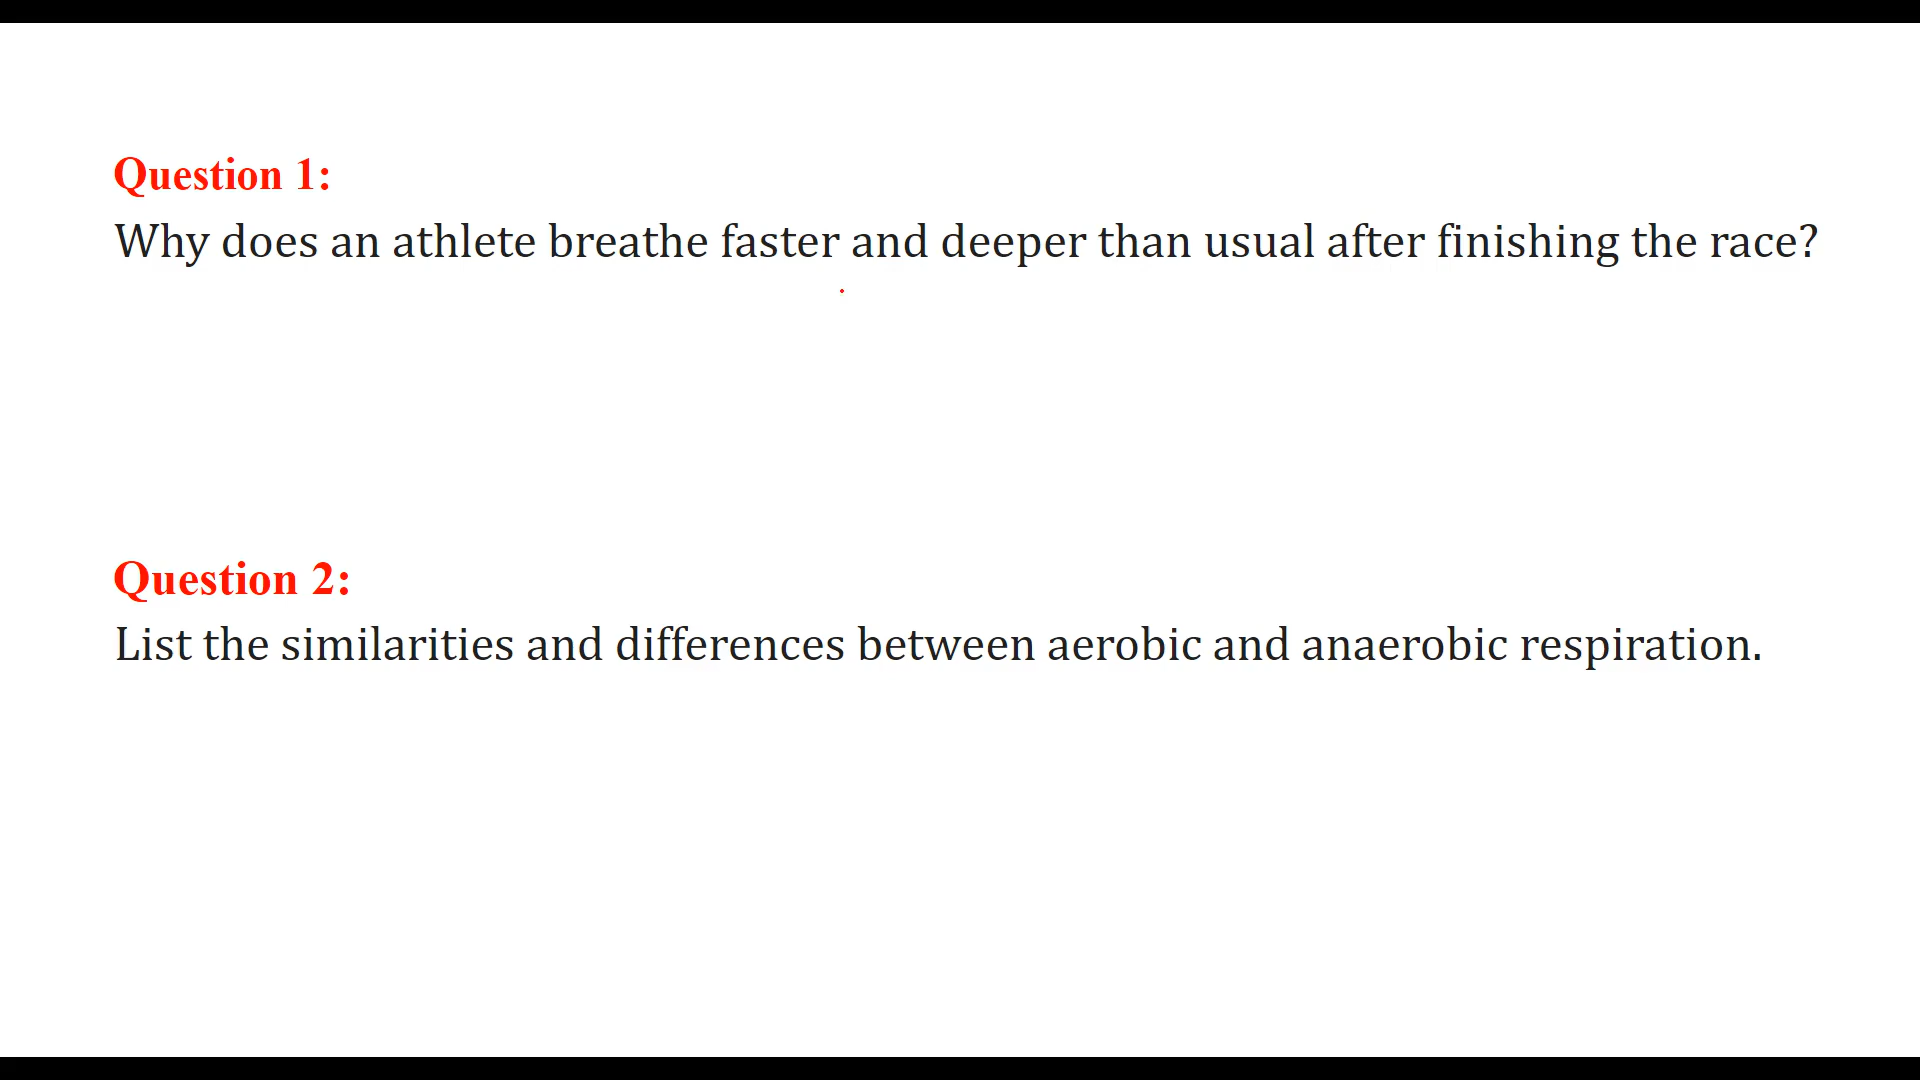 Question 1:
Why does an athlete breathe faster and deeper than usual after finishing the race?
Question 2:
List the similarities and differences between aerobic and anaerobic respiration.